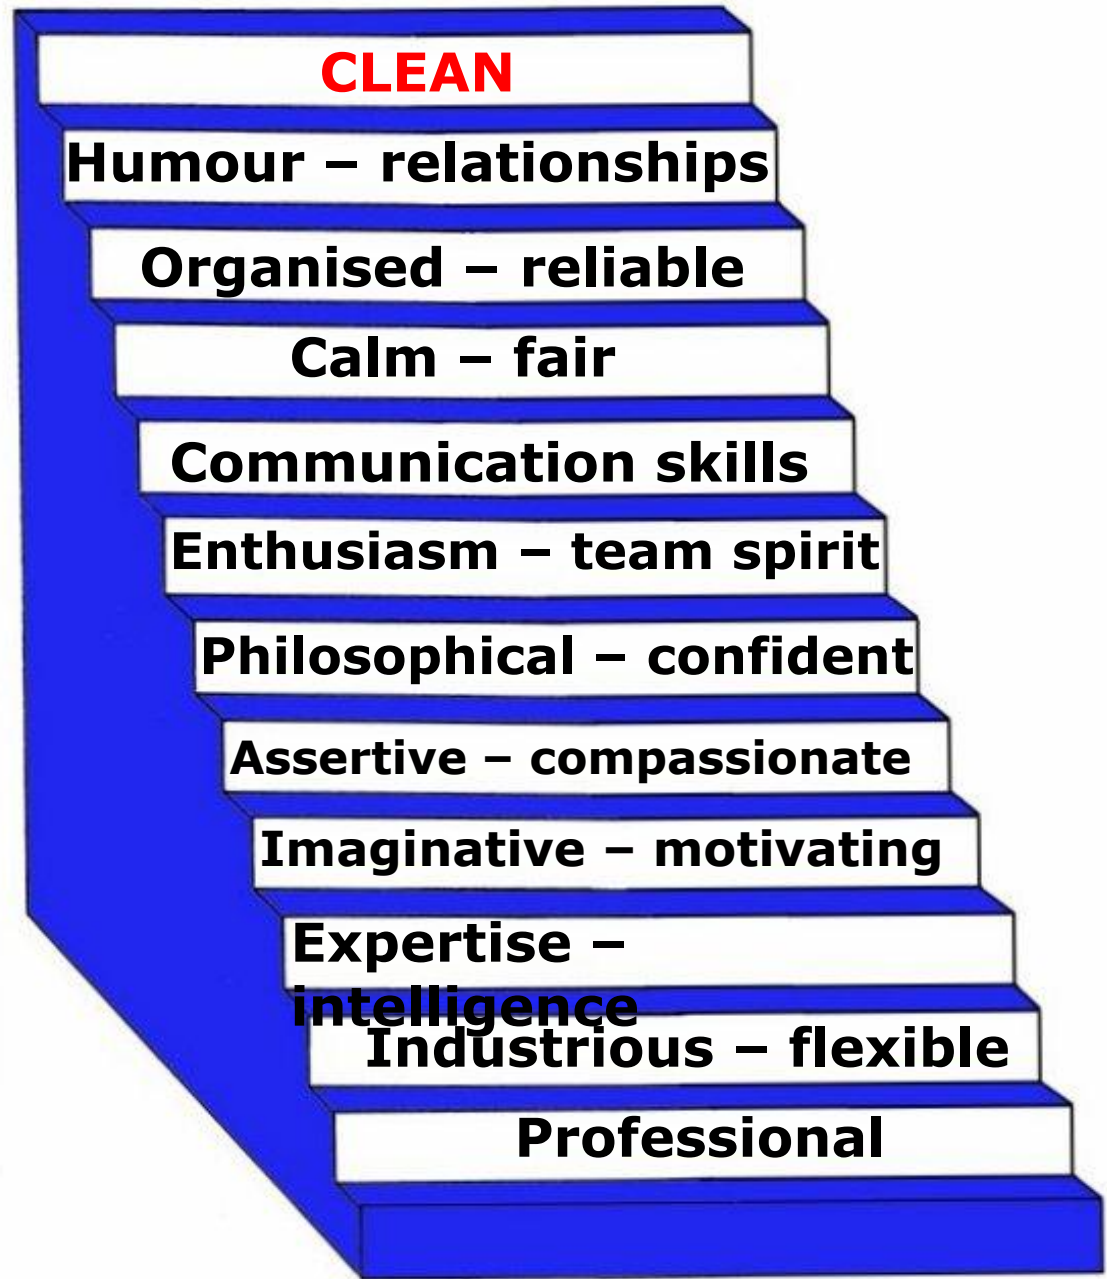 CLEAN
Humour – relationships
Organised – reliable
Calm – fair
Communication skills
Enthusiasm – team spirit
Philosophical – confident
Assertive – compassionate
Imaginative – motivating
Expertise –
intelligence
Industrious – flexible
Professional